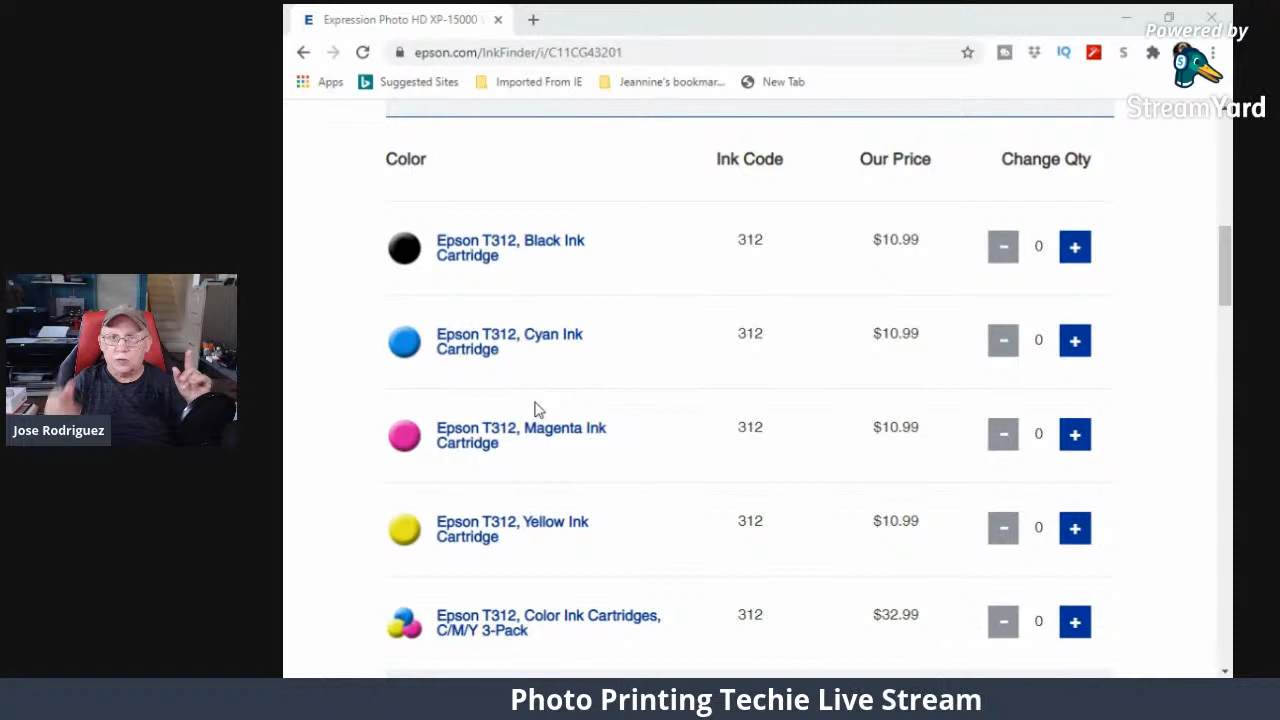 E Expression Photo HD XP-15000
Powered by
StreamYard
epson.com/InkFinder/i/C11CG43201
IQ
S
Apps
Suggested Sites
Imported From IE
Jeannine's bookmar...
New Tab
Color Ink Code Our Price Change Qty
Epson T312, Black Ink
Cartridge
312 $10.99 - 0 +
Epson T312, Cyan Ink
Cartridge
312 $10.99 - 0 +
Epson T312, Magenta Ink
Cartridge
312 $10.99 - 0 +
Epson T312, Yellow Ink
Cartridge
312 $10.99 - 0 +
Epson T312, Color Ink Cartridges,
C/M/Y 3-Pack
312 $32.99 - 0 +
Jose Rodriguez
Photo Printing Techie Live Stream